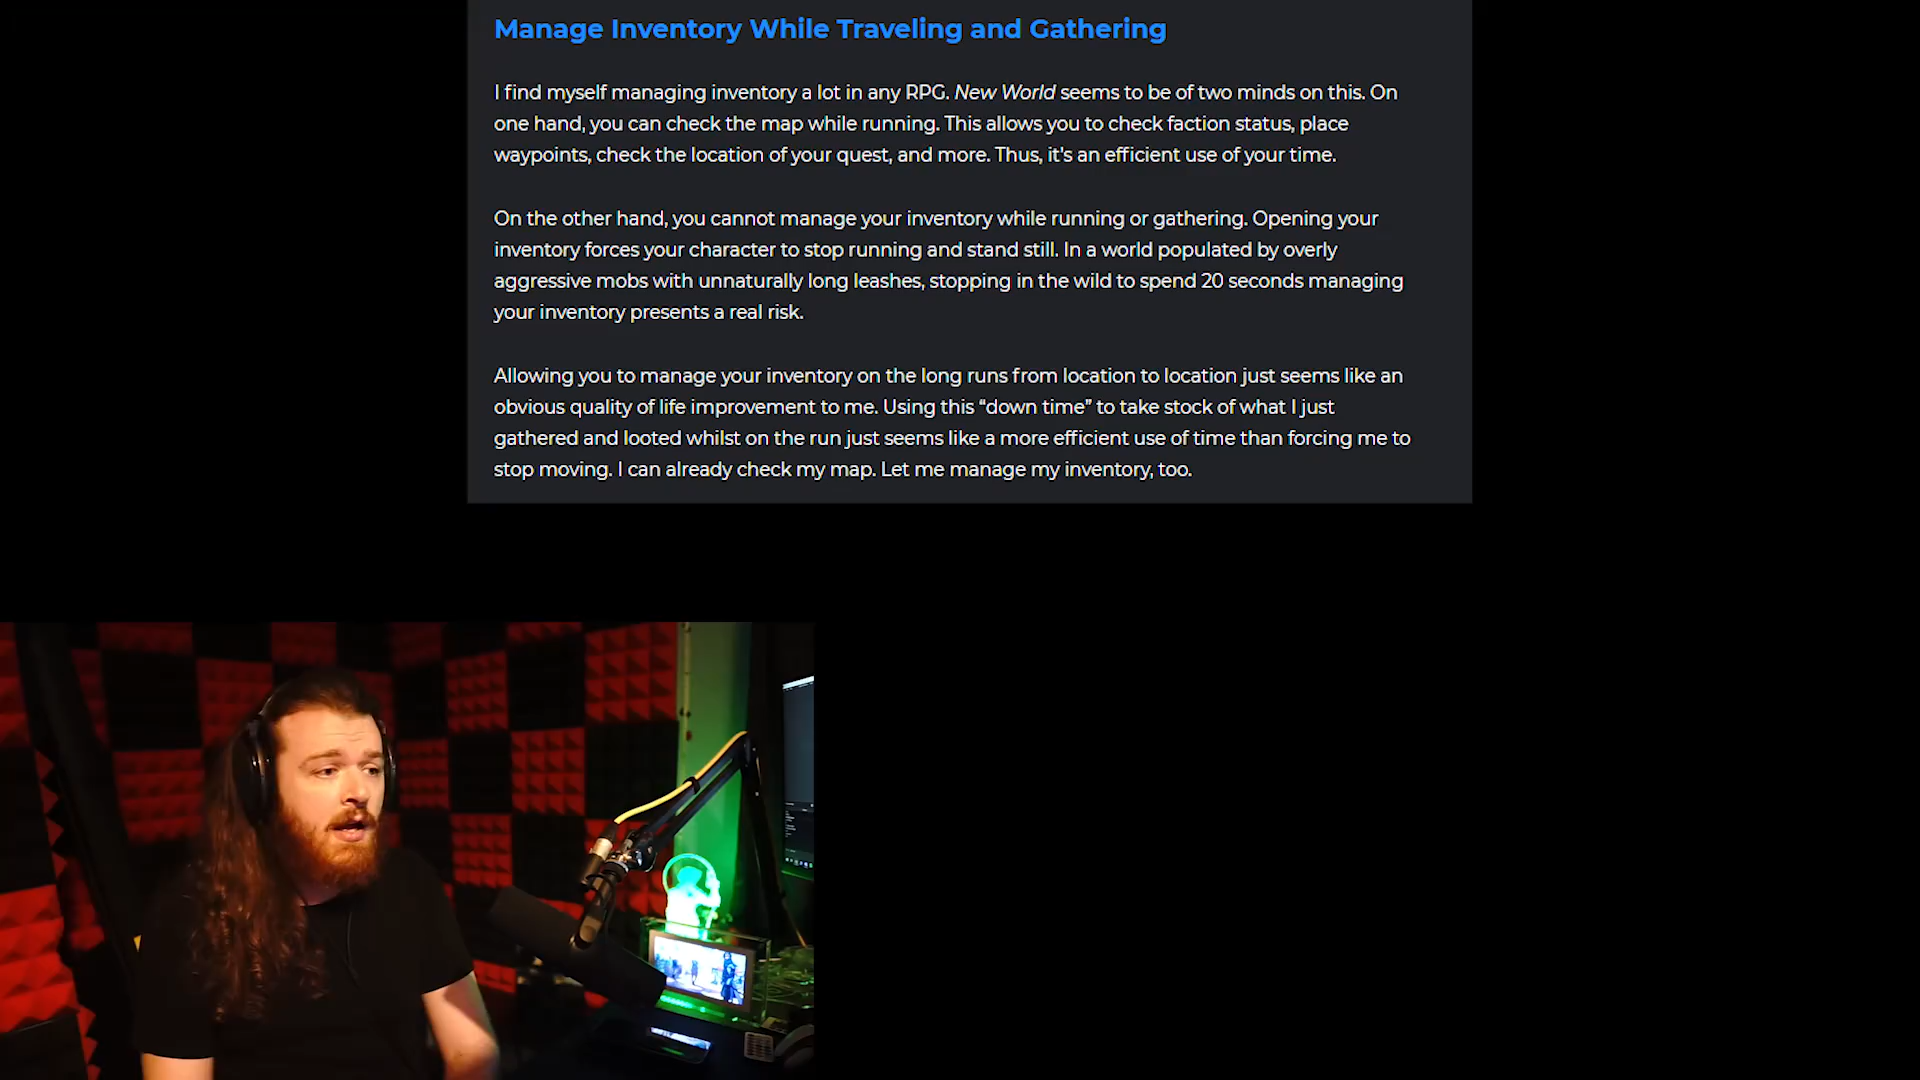 Manage Inventory While Traveling and Gathering
I find myself managing inventory a lot in any RPG. New World seems to be of two minds on this. On
one hand, you can check the map while running. This allows you to check faction status, place
waypoints, check the location of your quest, and more. Thus, it's an efficient use of your time.
On the other hand, you cannot manage your inventory while running or gathering. Opening your
inventory forces your character to stop running and stand still. In a world populated by overly
aggressive mobs with unnaturally long leashes, stopping in the wild to spend 20 seconds managing
your inventory presents a real risk.
Allowing you to manage your inventory on the long runs from location to location just seems like an
obvious quality of life improvement to me. Using this “down time” to take stock of what I just
gathered and looted whilst on the run just seems like a more efficient use of time than forcing me to
stop moving. I can already check my map. Let me manage my inventory, too.